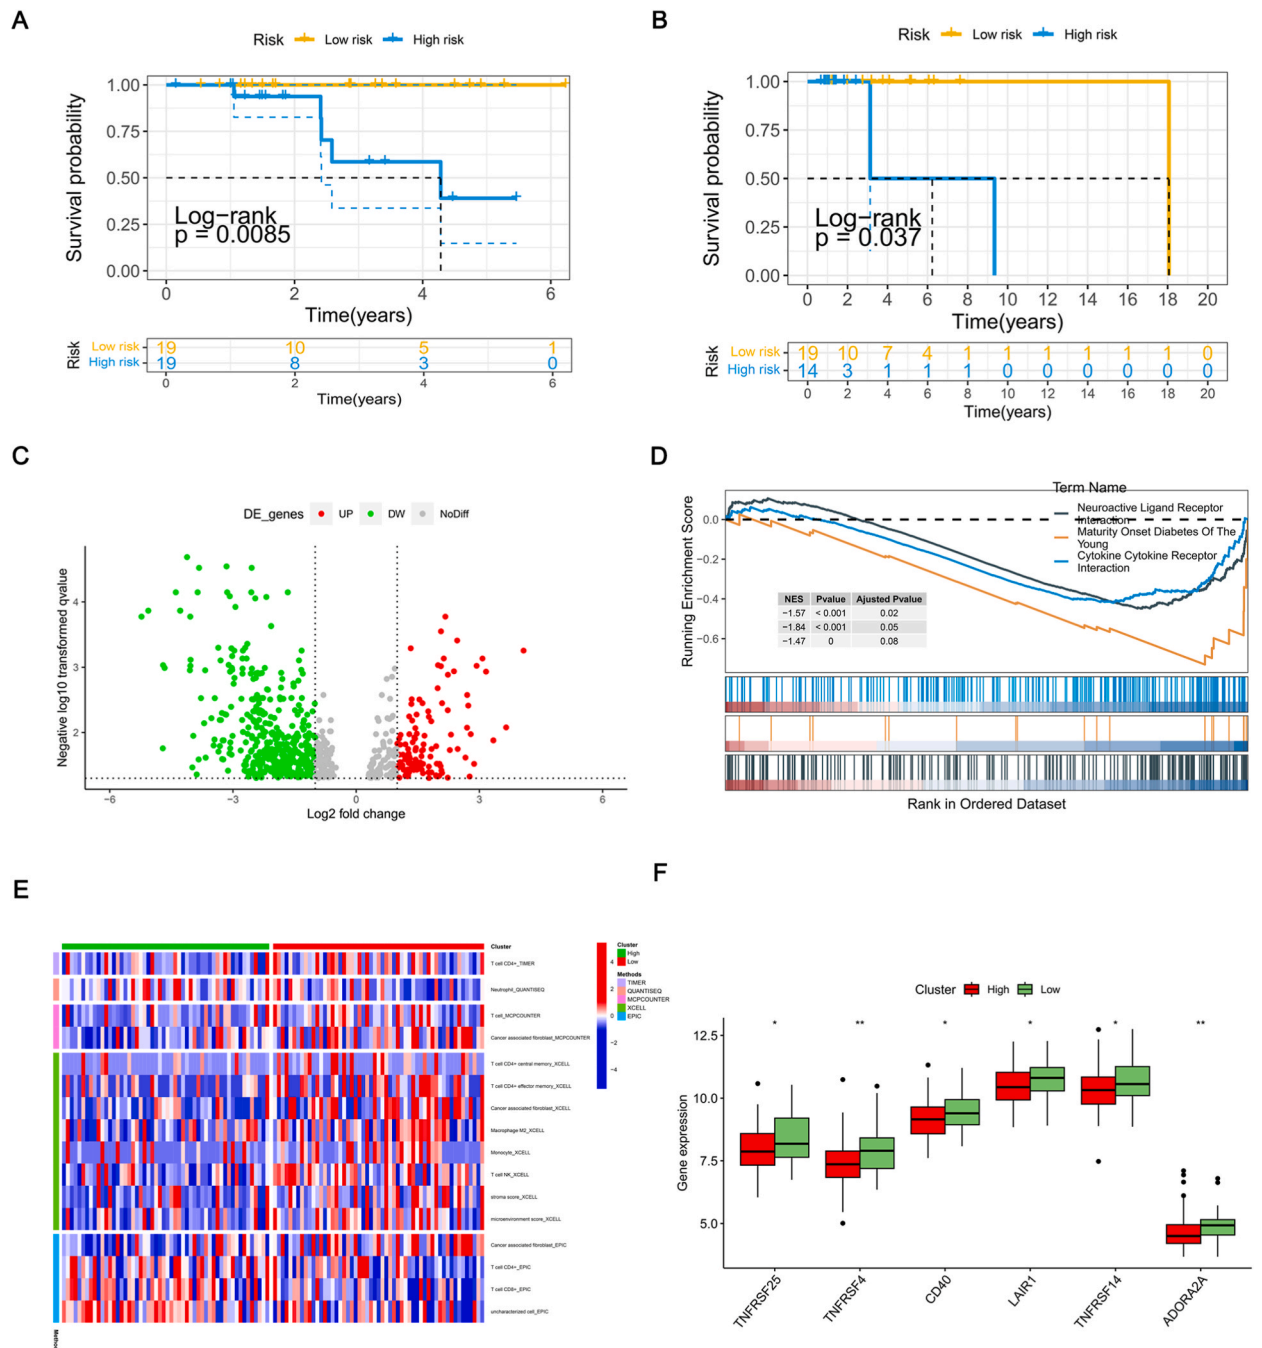 A
Risk Low risk High risk
Survival probability
1.00
0.75
0.50
0.25
0.00
Log-rank
p = 0.0085
0 2 4 6
Time(years)
Risk
Low risk 19 10 5 1
High risk 19 8 3 0
0 2 4 6
Time(years)
B
Risk Low risk High risk
Survival probability
1.00
0.75
0.50
0.25
0.00
Log-rank
p = 0.037
0 2 4 6 8 10 12 14 16 18 20
Time(years)
Risk
Low risk 19 10 7 4 1 1 1 1 1 1 0
High risk 14 3 1 1 1 0 0 0 0 0 0
0 2 4 6 8 10 12 14 16 18 20
Time(years)
C
DE_genes UP DW NoDiff
Negative log10 transformed qvalue
4
3
2
−6 −3 0 3 6
Log2 fold change
D
Running Enrichment Score
0.0
−0.2
−0.4
−0.6
Term Name
Neuroactive Ligand Receptor
Interaction
Maturity Onset Diabetes Of The
Young
Cytokine Cytokine Receptor
Interaction
NES Pvalue Ajusted Pvalue
−1.57 < 0.001 0.02
−1.84 < 0.001 0.05
−1.47 0 0.08
Rank in Ordered Dataset
E
Cluster
T cell CD4+_TIMER
Neutrophil_QUANTISEQ
T cell_MCPCOUNTER
Cancer associated fibroblast_MCPCOUNTER
T cell CD4+ central memory_XCELL
T cell CD4+ effector memory_XCELL
Cancer associated fibroblast_XCELL
Macrophage M2_XCELL
Monocyte_XCELL
T cell NK_XCELL
stroma score_XCELL
microenvironment score_XCELL
Cancer associated fibroblast_EPIC
T cell CD4+_EPIC
T cell CD8+_EPIC
uncharacterized cell_EPIC
4
2
0
−2
−4
Cluster
High
Low
Methods
TIMER
QUANTISEQ
MCPCOUNTER
XCELL
EPIC
F
Cluster High Low
Gene expression
12.5
10.0
7.5
5.0
* ** * * * **
TNFRSF25
TNFRSF4
CD40
LAIR1
TNFRSF14
ADORA2A